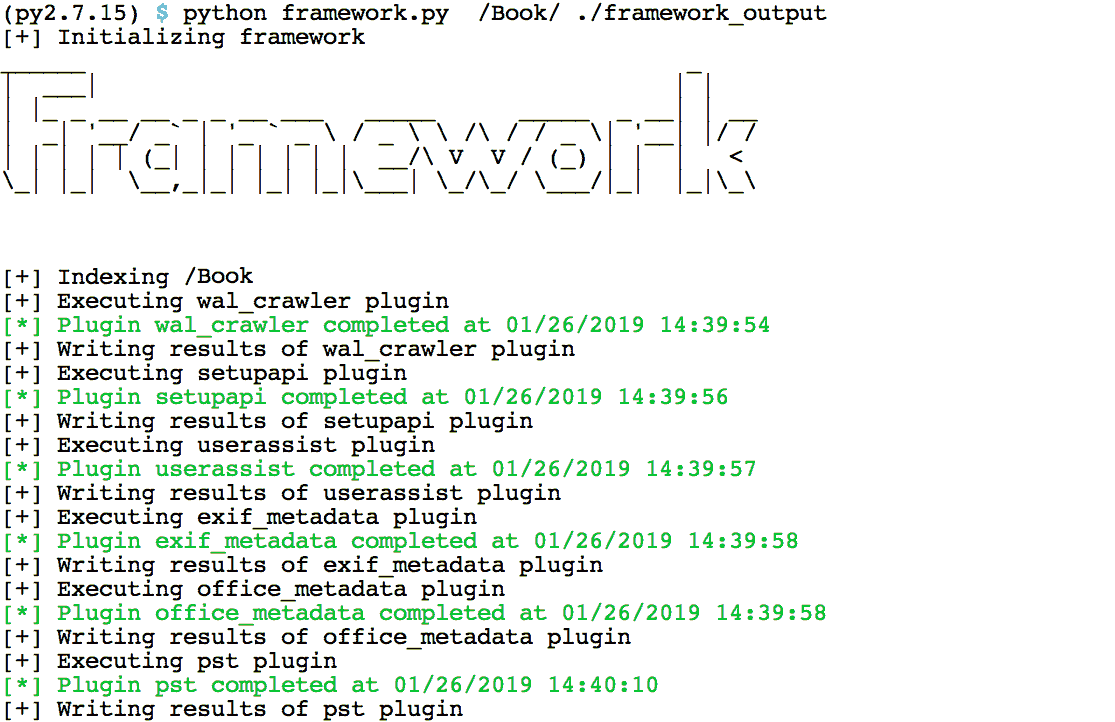 (py2.7.15) $ python framework.py  /Book/ ./framework_output
[+] Initializing framework
Framework
[+] Indexing /Book
[+] Executing wal_crawler plugin
[*] Plugin wal_crawler completed at 01/26/2019 14:39:54
[+] Writing results of wal_crawler plugin
[+] Executing setupapi plugin
[*] Plugin setupapi completed at 01/26/2019 14:39:56
[+] Writing results of setupapi plugin
[+] Executing userassist plugin
[*] Plugin userassist completed at 01/26/2019 14:39:57
[+] Writing results of userassist plugin
[+] Executing exif_metadata plugin
[*] Plugin exif_metadata completed at 01/26/2019 14:39:58
[+] Writing results of exif_metadata plugin
[+] Executing office_metadata plugin
[*] Plugin office_metadata completed at 01/26/2019 14:39:58
[+] Writing results of office_metadata plugin
[+] Executing pst plugin
[*] Plugin pst completed at 01/26/2019 14:40:10
[+] Writing results of pst plugin